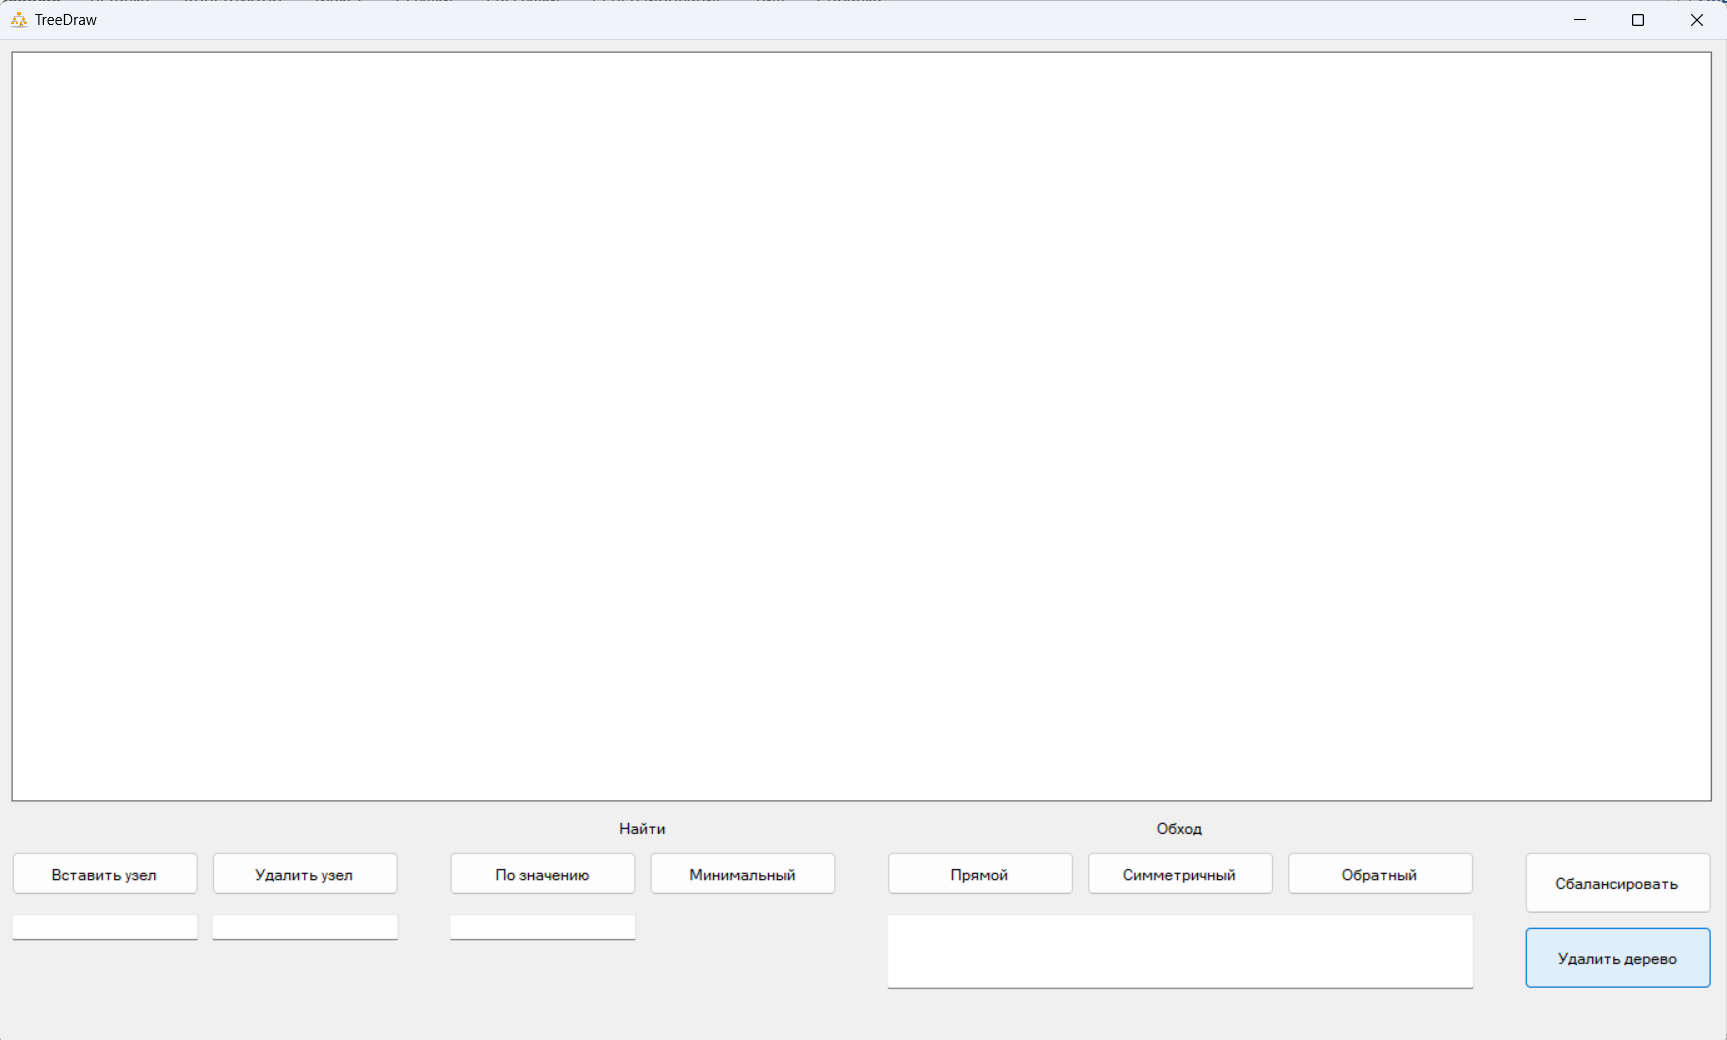 TreeDraw
Найти
Обход
Вставить узел
Удалить узел
По значению
Минимальный
Прямой
Симметричный
Обратный
Сбалансировать
Удалить дерево